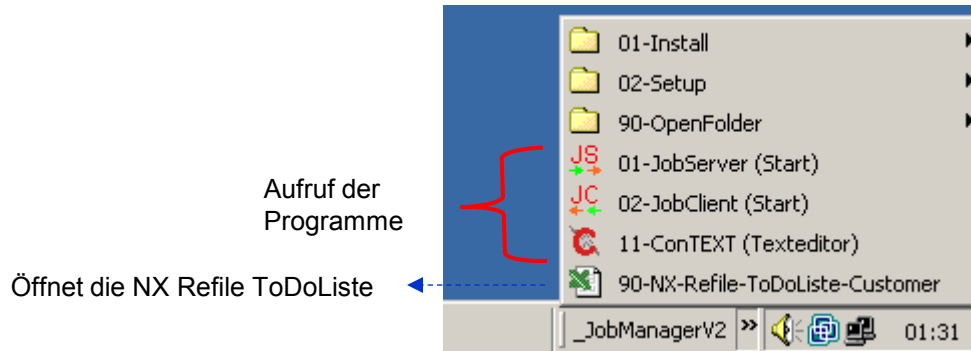 01-Install
02-Setup
90-OpenFolder
JS 01-JobServer (Start)
JC 02-JobClient (Start)
11-ConTEXT (Texteditor)
90-NX-Refile-ToDoListe-Customer
Aufruf der
Programme
Öffnet die NX Refile ToDoListe
_JobManagerV2 » 01:31